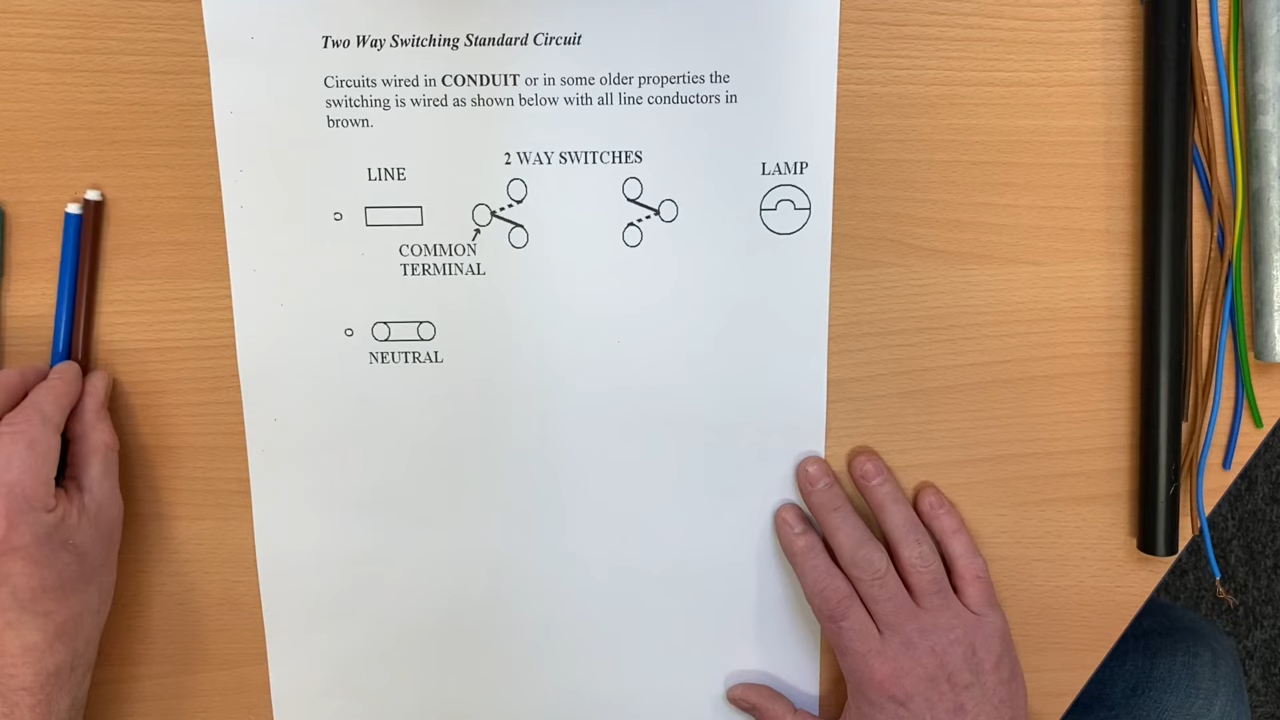 Two Way Switching Standard Circuit
Circuits wired in CONDUIT or in some older properties the
switching is wired as shown below with all line conductors in
brown.
2 WAY SWITCHES
LINE
LAMP
COMMON
TERMINAL
NEUTRAL